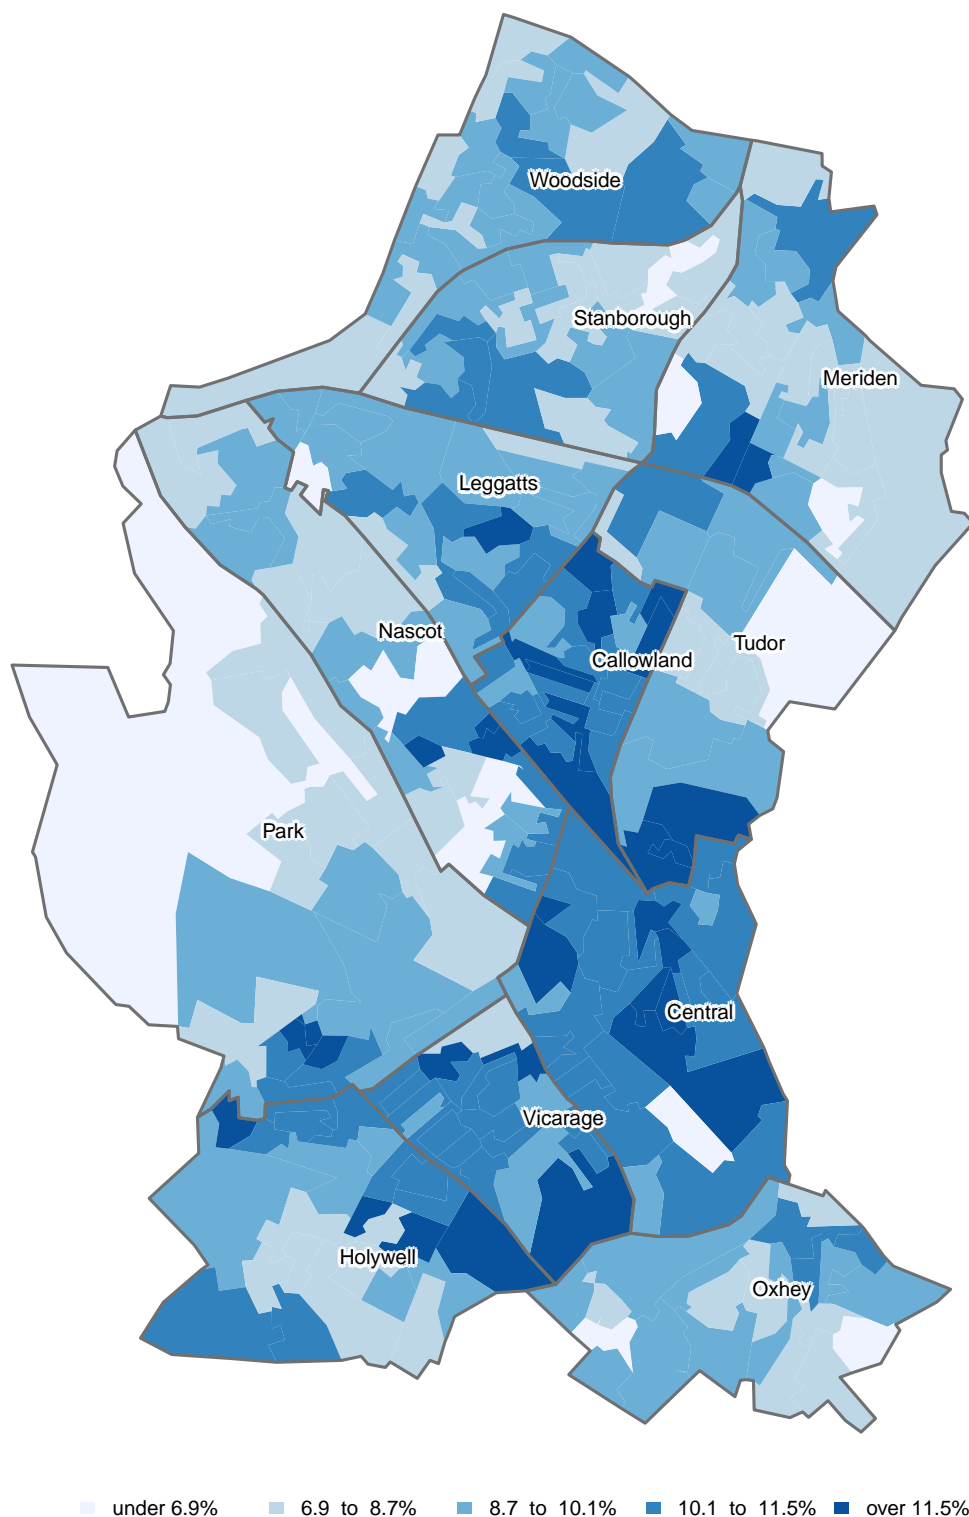 Woodside
Stanborough
Meriden
Leggatts
Nascot
Callowland
Tudor
Park
Central
Vicarage
Holywell
Oxhey
under 6.9% 6.9 to 8.7% 8.7 to 10.1% 10.1 to 11.5% over 11.5%